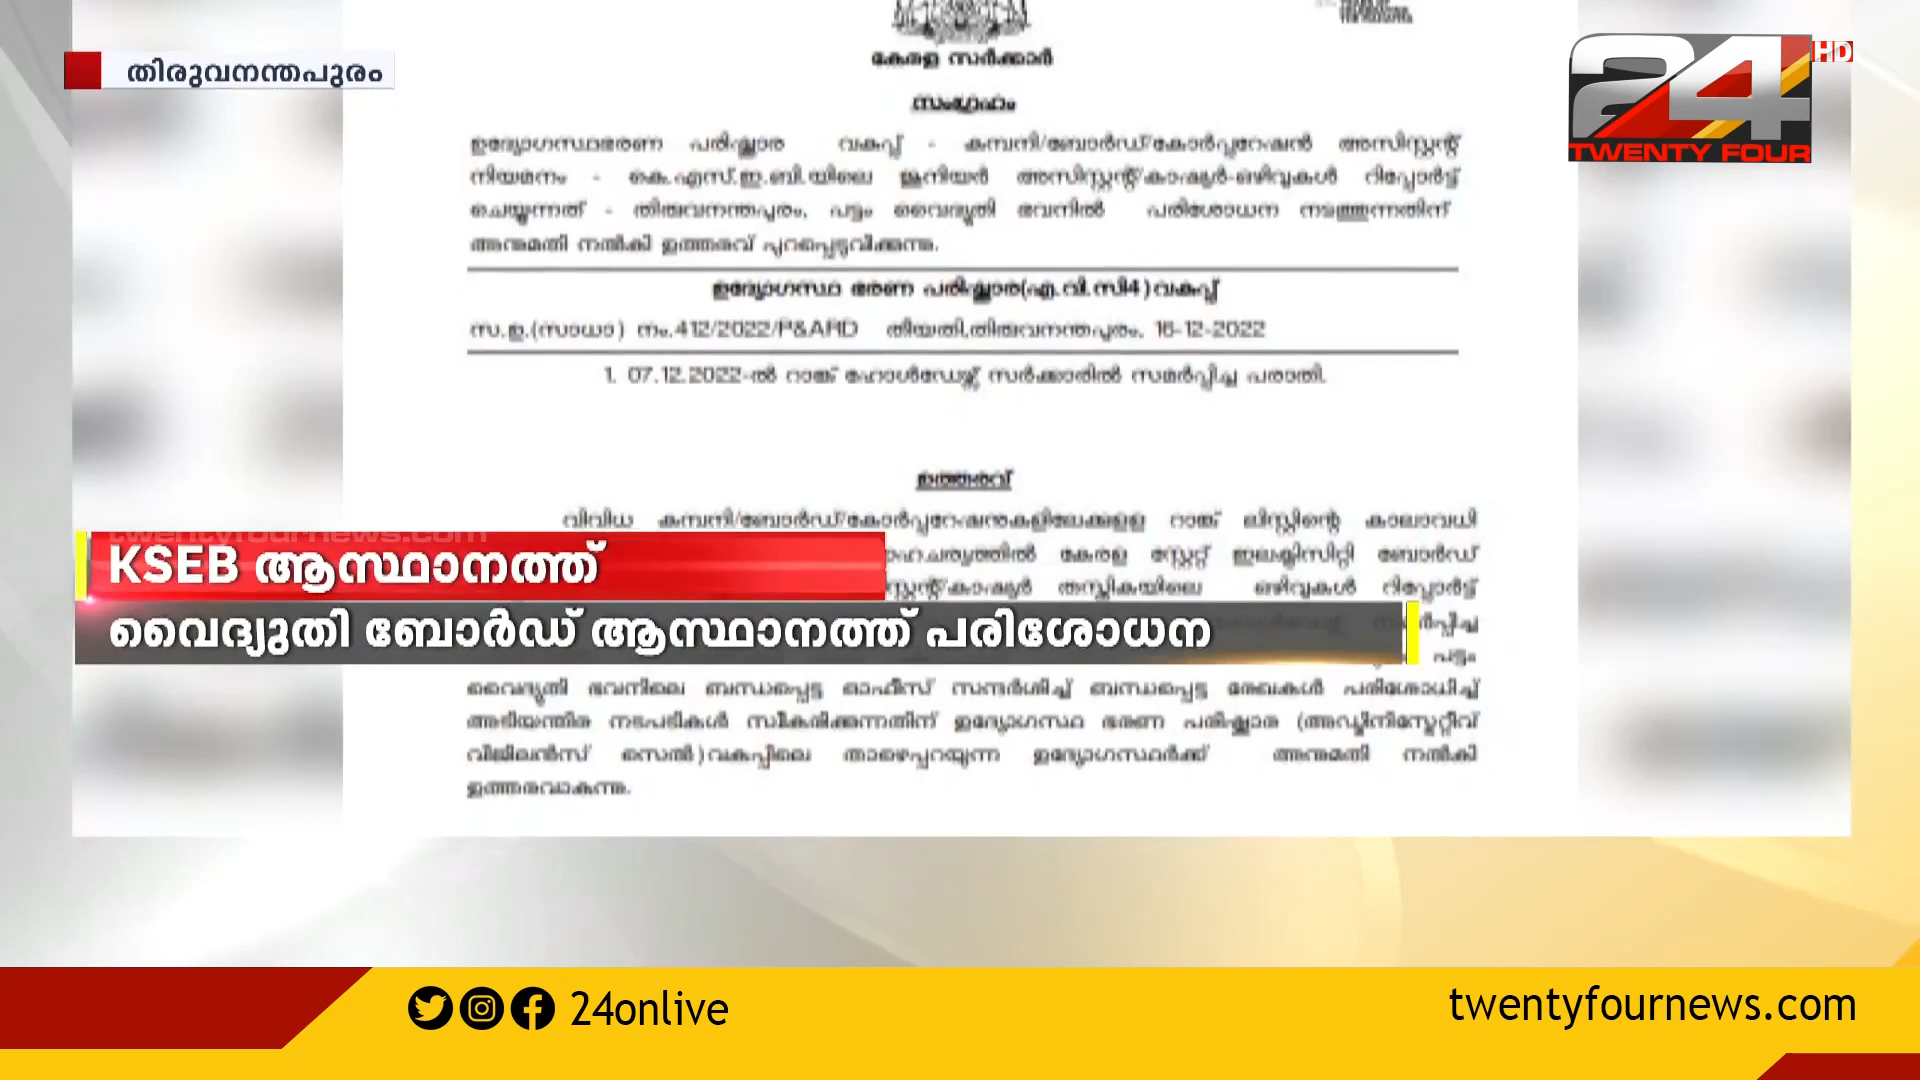 തിരുവനന്തപുരം
24 HD
TWENTY FOUR
കേരള സർക്കാർ
സംഗ്രഹം
ഉദ്യോഗസ്ഥഭരണ പരിഷ്കാര വകുപ്പ് - കമ്പനി/ബോർഡ്/കോർപ്പറേഷൻ അസിസ്റ്റന്റ്
നിയമനം - കെ.എസ്.ഇ.ബി.യിലെ ജൂനിയർ അസിസ്റ്റന്റ്/കാഷ്യർ-ഒഴിവുകൾ റിപ്പോർട്ട്
ചെയ്യുന്നത് - തിരുവനന്തപുരം, പട്ടം വൈദ്യുതി ഭവനിൽ പരിശോധന നടത്തുന്നതിന്
അനുമതി നൽകി ഉത്തരവ് പുറപ്പെടുവിക്കുന്നു.
ഉദ്യോഗസ്ഥ ഭരണ പരിഷ്കാര(എ.വി.സി4)വകുപ്പ്
സ.ഉ.(സാധാ) നം.412/2022/P&ARD തീയതി,തിരുവനന്തപുരം, 16-12-2022
1. 07.12.2022-ൽ റാങ്ക് ഹോൾഡേഴ്സ് സർക്കാരിൽ സമർപ്പിച്ച പരാതി.
ഉത്തരവ്
വിവിധ കമ്പനി/ബോർഡ്/കോർപ്പറേഷനുകളിലേക്കുള്ള റാങ്ക് ലിസ്റ്റിന്റെ കാലാവധി
twentyfournews.com
KSEB ആസ്ഥാനത്ത്
കേരള സ്റ്റേറ്റ് ഇലക്ട്രിസിറ്റി ബോർഡ്
തസ്തികയിലെ ഒഴിവുകൾ റിപ്പോർട്ട്
വൈദ്യുതി ബോർഡ് ആസ്ഥാനത്ത് പരിശോധന
പട്ടം
വൈദ്യുതി ഭവനിലെ ബന്ധപ്പെട്ട ഓഫീസ് സന്ദർശിച്ച് ബന്ധപ്പെട്ട രേഖകൾ പരിശോധിച്ച്
അടിയന്തിര നടപടികൾ സ്വീകരിക്കുന്നതിന് ഉദ്യോഗസ്ഥ ഭരണ പരിഷ്കാര (അഡ്മിനിസ്ട്രേറ്റീവ്
വിജിലൻസ് സെൽ)വകുപ്പിലെ താഴെപ്പറയുന്ന ഉദ്യോഗസ്ഥർക്ക് അനുമതി നൽകി
ഉത്തരവാകുന്നു.
24onlive
twentyfournews.com